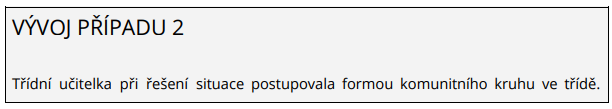 VÝVOJ PŘÍPADU 2
Třídní učitelka při řešení situace postupovala formou komunitního kruhu ve třídě.